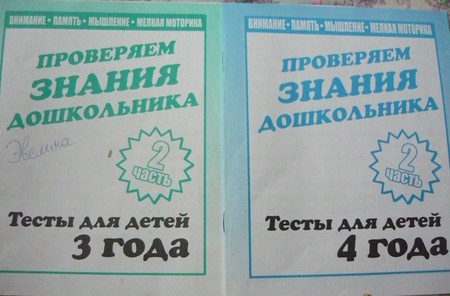 ВНИМАНИЕ • ПАМЯТЬ • МЫШЛЕНИЕ • МЕЛКАЯ МОТОРИКА
ПРОВЕРЯЕМ
ЗНАНИЯ
ДОШКОЛЬНИКА
Эвелина
2
часть
Тесты для детей
3 года
ВНИМАНИЕ • ПАМЯТЬ • МЫШЛЕНИЕ • МЕЛКАЯ МОТОРИКА
ПРОВЕРЯЕМ
ЗНАНИЯ
ДОШКОЛЬНИКА
2
часть
Тесты для детей
4 года